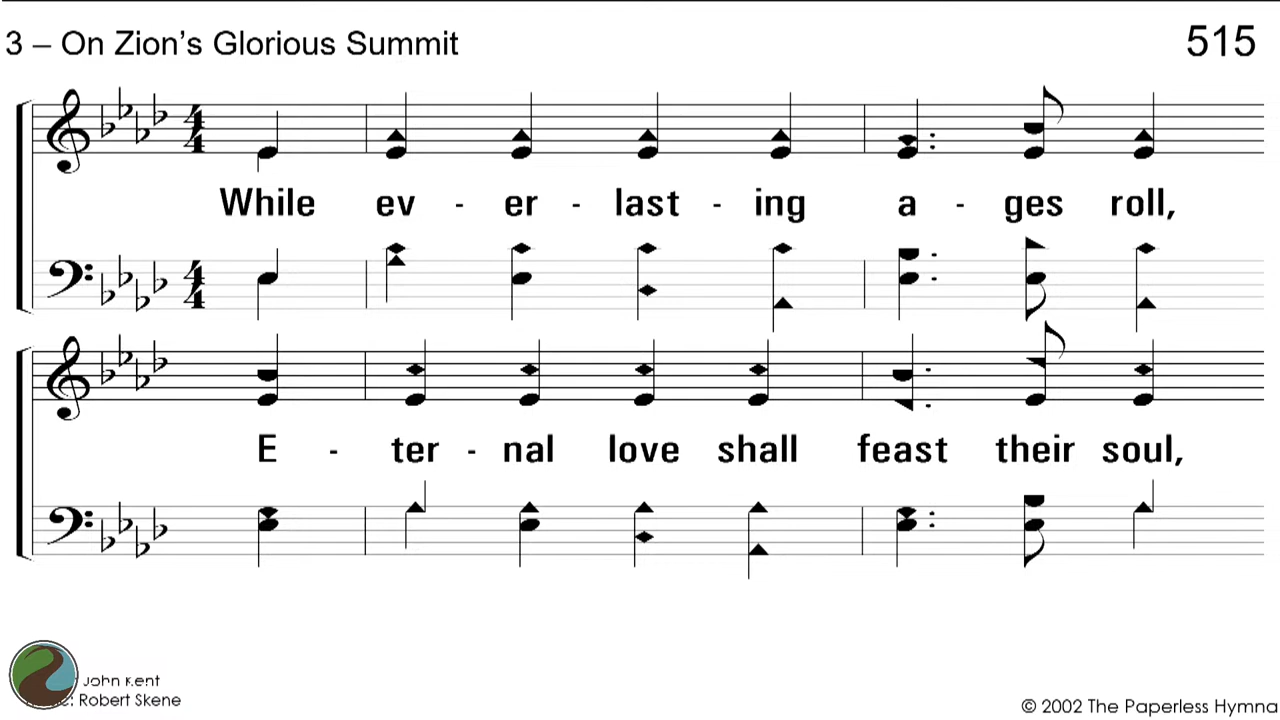 3 – On Zion's Glorious Summit
515
While ev - er - last - ing a - ges roll,
E - ter - nal love shall feast their soul,
John Kent
: Robert Skene
© 2002 The Paperless Hymna